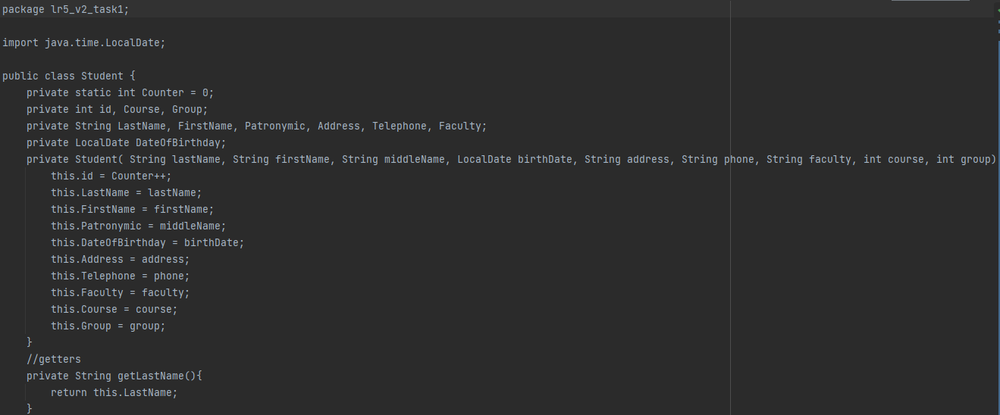 package lr5_v2_task1;
import java.time.LocalDate;
public class Student {
private static int Counter = 0;
private int id, Course, Group;
private String LastName, FirstName, Patronymic, Address, Telephone, Faculty;
private LocalDate DateOfBirthday;
private Student( String lastName, String firstName, String middleName, LocalDate birthDate, String address, String phone, String faculty, int course, int group)
this.id = Counter++;
this.LastName = lastName;
this.FirstName = firstName;
this.Patronymic = middleName;
this.DateOfBirthday = birthDate;
this.Address = address;
this.Telephone = phone;
this.Faculty = faculty;
this.Course = course;
this.Group = group;
}
//getters
private String getLastName(){
return this.LastName;
}